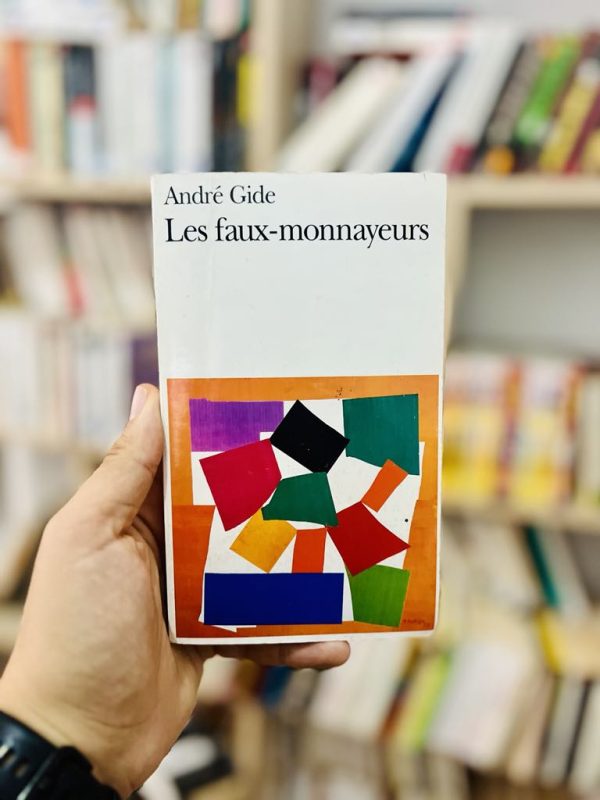 André Gide
Les faux-monnayeurs